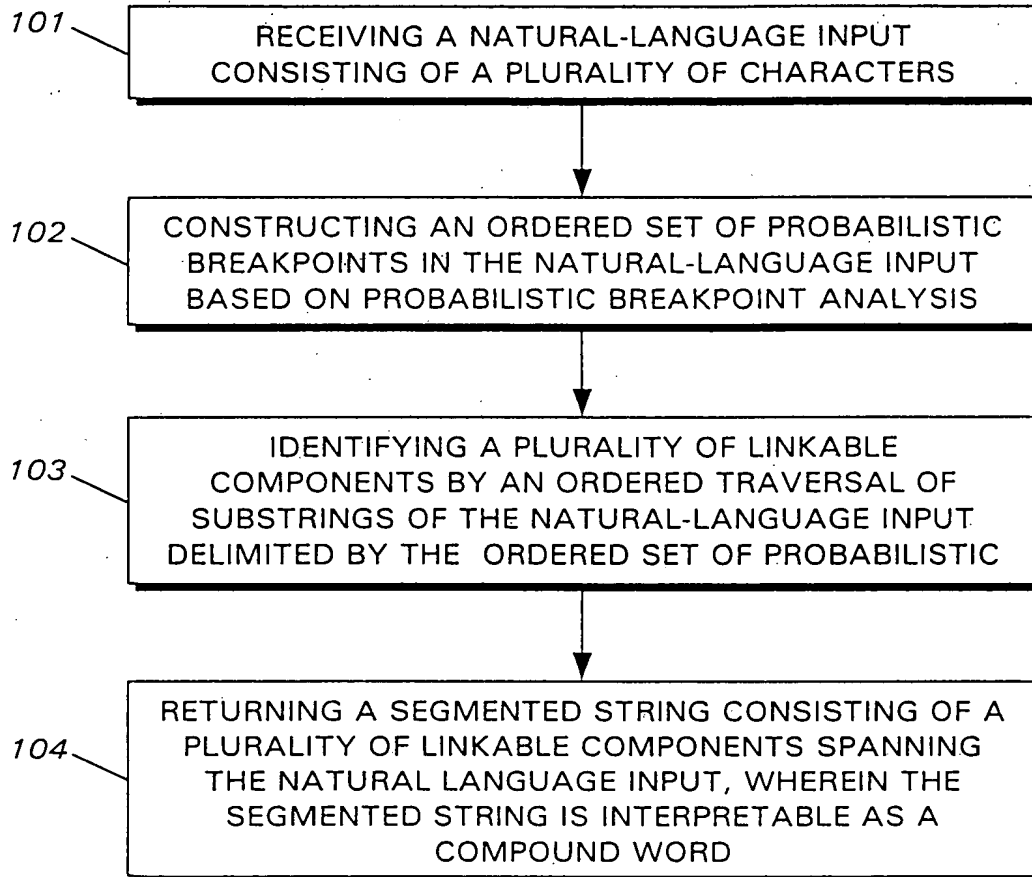 101
RECEIVING A NATURAL-LANGUAGE INPUT
CONSISTING OF A PLURALITY OF CHARACTERS
102
CONSTRUCTING AN ORDERED SET OF PROBABILISTIC
BREAKPOINTS IN THE NATURAL-LANGUAGE INPUT
BASED ON PROBABILISTIC BREAKPOINT ANALYSIS
103
IDENTIFYING A PLURALITY OF LINKABLE
COMPONENTS BY AN ORDERED TRAVERSAL OF
SUBSTRINGS OF THE NATURAL-LANGUAGE INPUT
DELIMITED BY THE ORDERED SET OF PROBABILISTIC
104
RETURNING A SEGMENTED STRING CONSISTING OF A
PLURALITY OF LINKABLE COMPONENTS SPANNING
THE NATURAL LANGUAGE INPUT, WHEREIN THE
SEGMENTED STRING IS INTERPRETABLE AS A
COMPOUND WORD